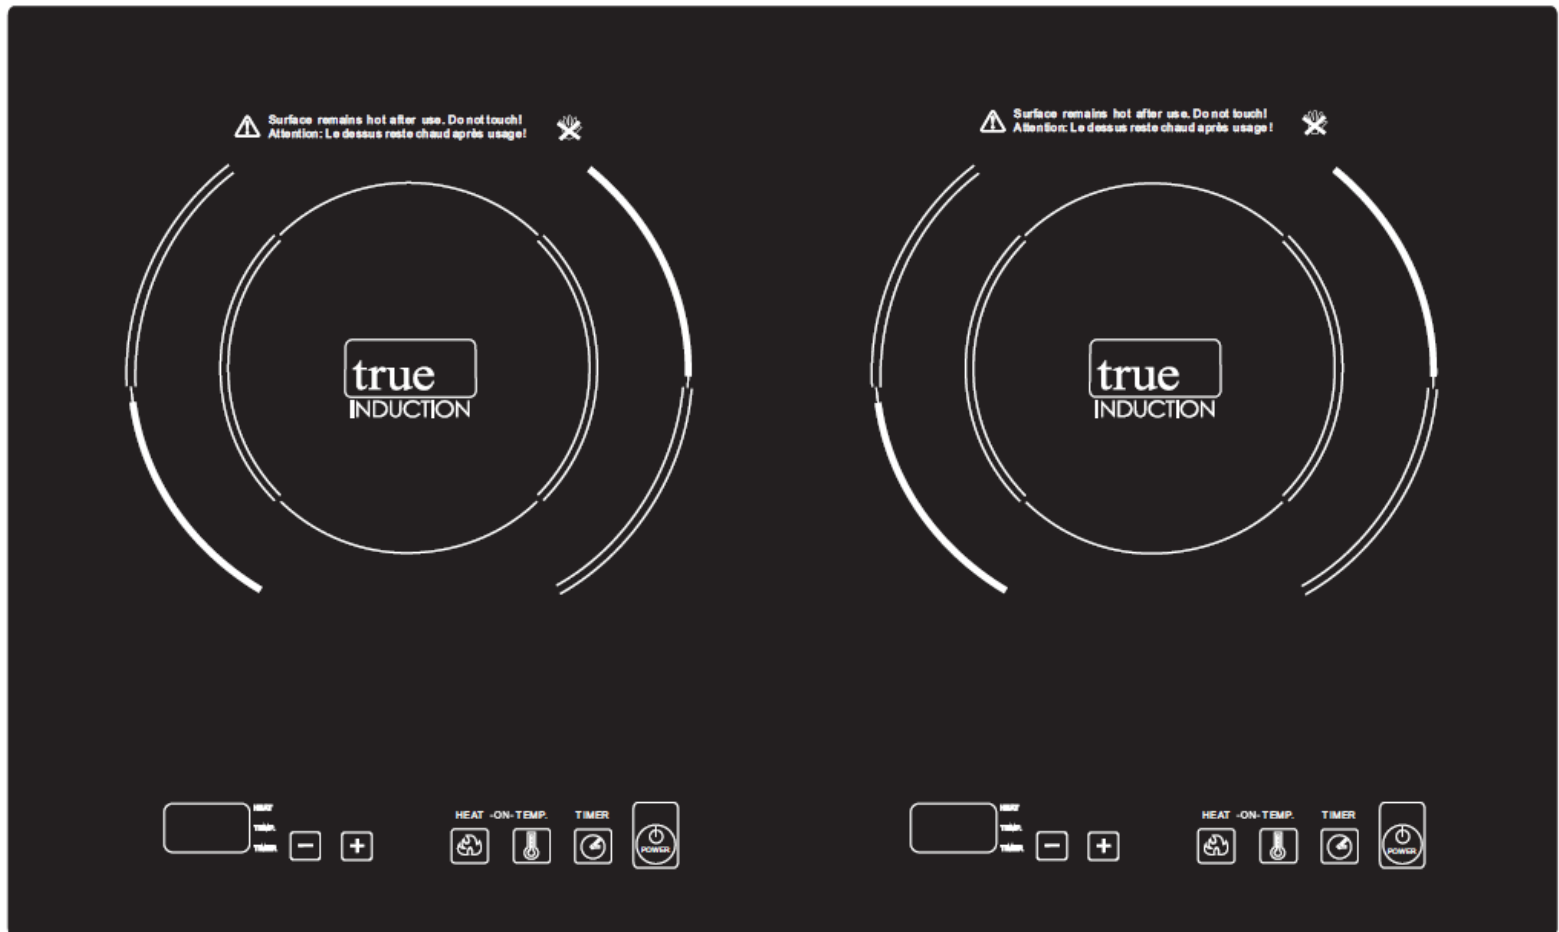 Surface remains hot after use. Do not touch!
Attention: Le dessus reste chaud après usage!
true
INDUCTION
HEAT
TEMP.
TIMER
HEAT -ON- TEMP.
TIMER
POWER
Surface remains hot after use. Do not touch!
Attention: Le dessus reste chaud après usage!
true
INDUCTION
HEAT
TEMP.
TIMER
HEAT -ON- TEMP.
TIMER
POWER